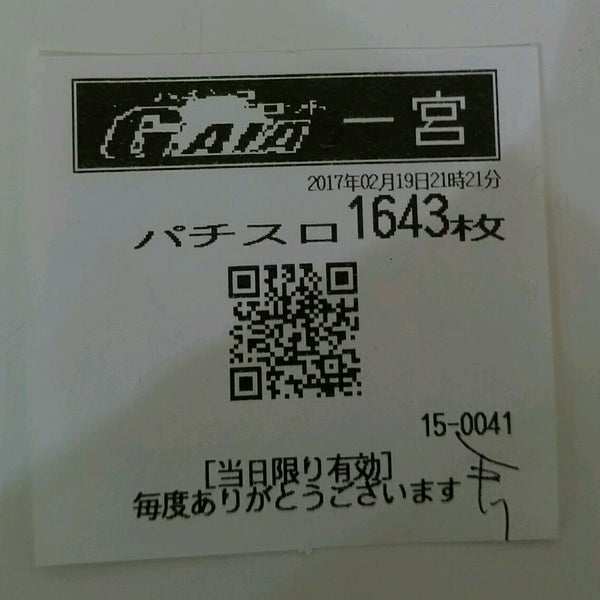 GAIA 一宮
2017年02月19日21時21分
パチスロ1643枚
15-0041
[当日限り有効]
毎度ありがとうございます